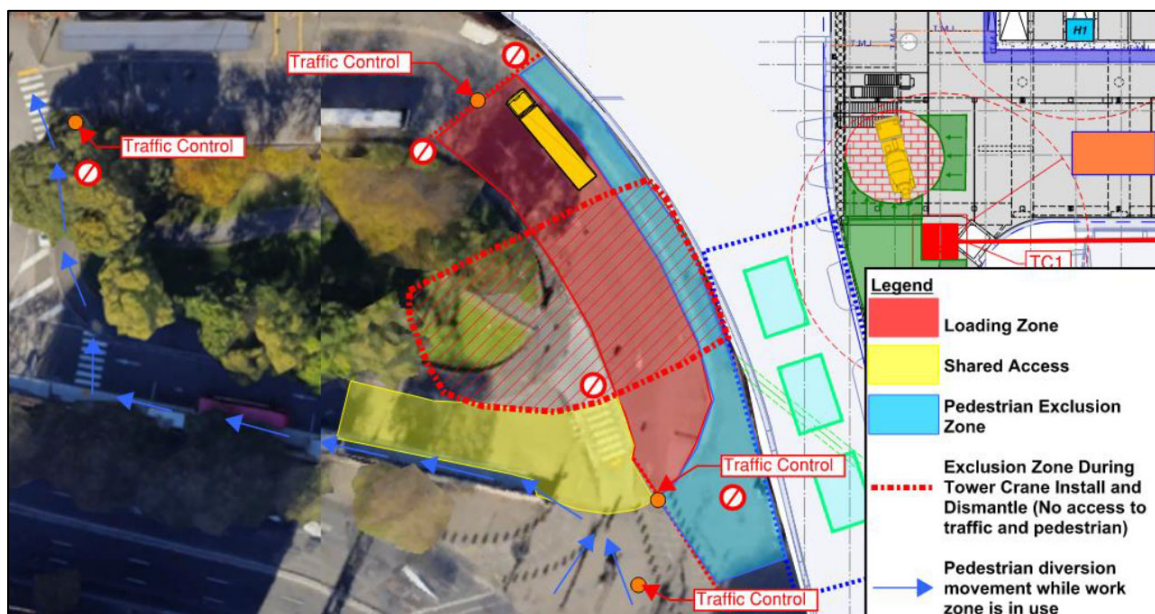 Traffic Control
H1
Traffic Control
TC1
Traffic Control
Traffic Control
Legend
Loading Zone
Shared Access
Pedestrian Exclusion
Zone
Exclusion Zone During
Tower Crane Install and
Dismantle (No access to
traffic and pedestrian)
Pedestrian diversion
movement while work
zone is in use